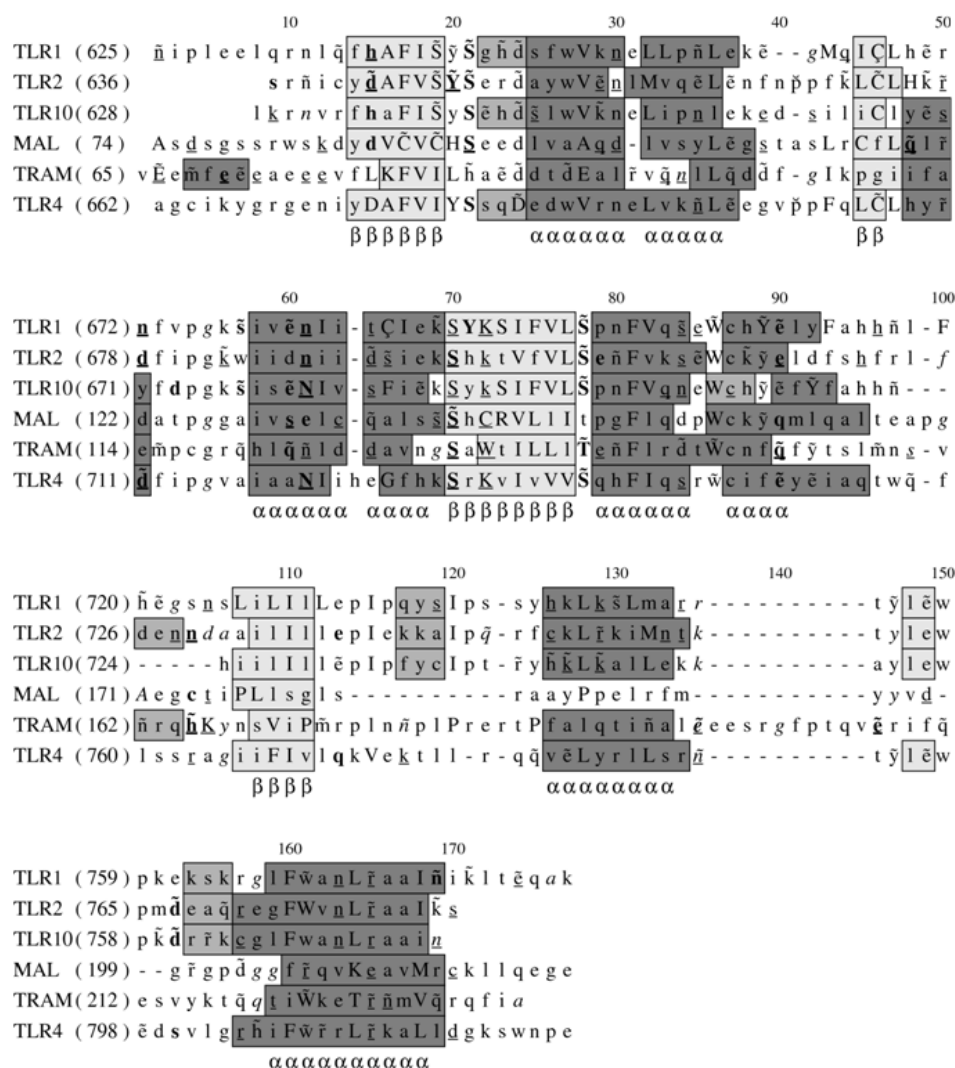 10 20 30 40 50
TLR1 (625) ñ i p l e e l q r n l q̃ f h A F I S̃ ỹ S̃ g h̃ d̃ s f w V k n e L L p ñ L e k ẽ - - g M q I Ç L h ẽ r
TLR2 (636) s r ñ i c y d̃ A F V S̃ Ỹ S̃ e r d̃ a y w V ẽ n l M v q ẽ L ẽ n f n p̃ p f k̃ L C̃ L H k̃ r̃
TLR10 (628) l k r n v r f h a F I S y S̃ ẽ h d̃ s̃ l w V k n e L i p n l e k e d - s i l i C l y ẽ s
MAL (74) A s d s g s s r w s k d y d V C̃ V C̃ H S e e d l v a A q d - l v s y L ẽ g s t a s L r C f L q̃ l r̃
TRAM (65) v Ẽ e m̃ f e ẽ e a e e e v f L K F V I L h̃ a ẽ d̃ d t d̃ E a l r̃ v q̃ n l L q̃ d d̃ f - g I k p g i i f a
TLR4 (662) a g c i k y g r g e n i y D A F V I Y S s q D̃ e d w V r n e L v k ñ L ẽ e g v p̃ p F q L C̃ L h y r̃
β β β β β β α α α α α α α α α α α β β
60 70 80 90 100
TLR1 (672) n f v p g k s̃ i v ẽ n I i - t Ç I e k̃ S Y K S I F V L S̃ p n F V q s̃ e W̃ c h Ỹ ẽ l y F a h h ñ l - F
TLR2 (678) d f i p g k̃ w i i d n i i - d̃ s i e k S h k t V f V L S̃ e ñ F v k s e W c k̃ ỹ e l d f s h f r l - f
TLR10 (671) y f d p g k s̃ i s ẽ N I v - s F i ẽ k S y k S I F V L S̃ p n F V q n e W c h ỹ ẽ f Ỹ f a h h ñ - - -
MAL (122) d a t p g g a i v s e l c - q̃ a l s s̃ S̃ h C R V L l I t p g F l q d p W c k ỹ q m l q a l t e a p g
TRAM (114) e m̃ p c g r q̃ h l q̃ ñ l d - d a v n g S a W t I L L l T e ñ F l r d t W̃ c n f q̃ f ỹ t s l m̃ n s - v
TLR4 (711) d̃ f i p g v a i a a N I i h e G f h k S r K v I v V V S̃ q h F I q s r w̃ c i f ẽ y ẽ i a q t w q̃ - f
α α α α α α α α α α β β β β β β β β α α α α α α α α α α
110 120 130 140 150
TLR1 (720) h̃ ẽ g s n s L i L I l L e p I p q y s I p s - s y h k L k s̃ L m a r r - - - - - - - - - - t ỹ l ẽ w
TLR2 (726) d e n n d a a i l I l l e p I e k k a I p q̃ - r f c k L r̃ k i M n t k - - - - - - - - - - t y l e w
TLR10 (724) - - - - - h i i l I l l ẽ p I p f y c I p t - r̃ y h̃ k̃ L k̃ a l L e k k - - - - - - - - - - a y l e w
MAL (171) A e g c t i P L l s g l s - - - - - - - - - - r a a y P p e l r f m - - - - - - - - - - y y v d -
TRAM (162) ñ r q h̃ K y n s V i P m̃ r p l n ñ p l P r e r t P f a l q t i ñ a l ẽ e e s r g f p t q v ẽ r i f q̃
TLR4 (760) l s s r a g i i F I v l q k V e k t l l - r - q q̃ v ẽ L y r l L s r ñ - - - - - - - - - - t ỹ l ẽ w
β β β β α α α α α α α α
160 170
TLR1 (759) p k e k s k r g l F w̃ a n L r̃ a a I ñ i k̃ l t ẽ q a k
TLR2 (765) p m d̃ e a q̃ r e g F W v n L r̃ a a I k̃ s
TLR10 (758) p k̃ d̃ r r̃ k c g l F w a n L r a a i n
MAL (199) - - g r̃ g p d̃ g g f r̃ q v K e a v M r c k l l q e g e
TRAM (212) e s v y k t q̃ q t i W̃ k e T r̃ ñ m V q̃ r q f i a
TLR4 (798) ẽ d s v l g r h̃ i F w̃ r̃ r L r̃ k a L l d g k s w n p e
α α α α α α α α α α